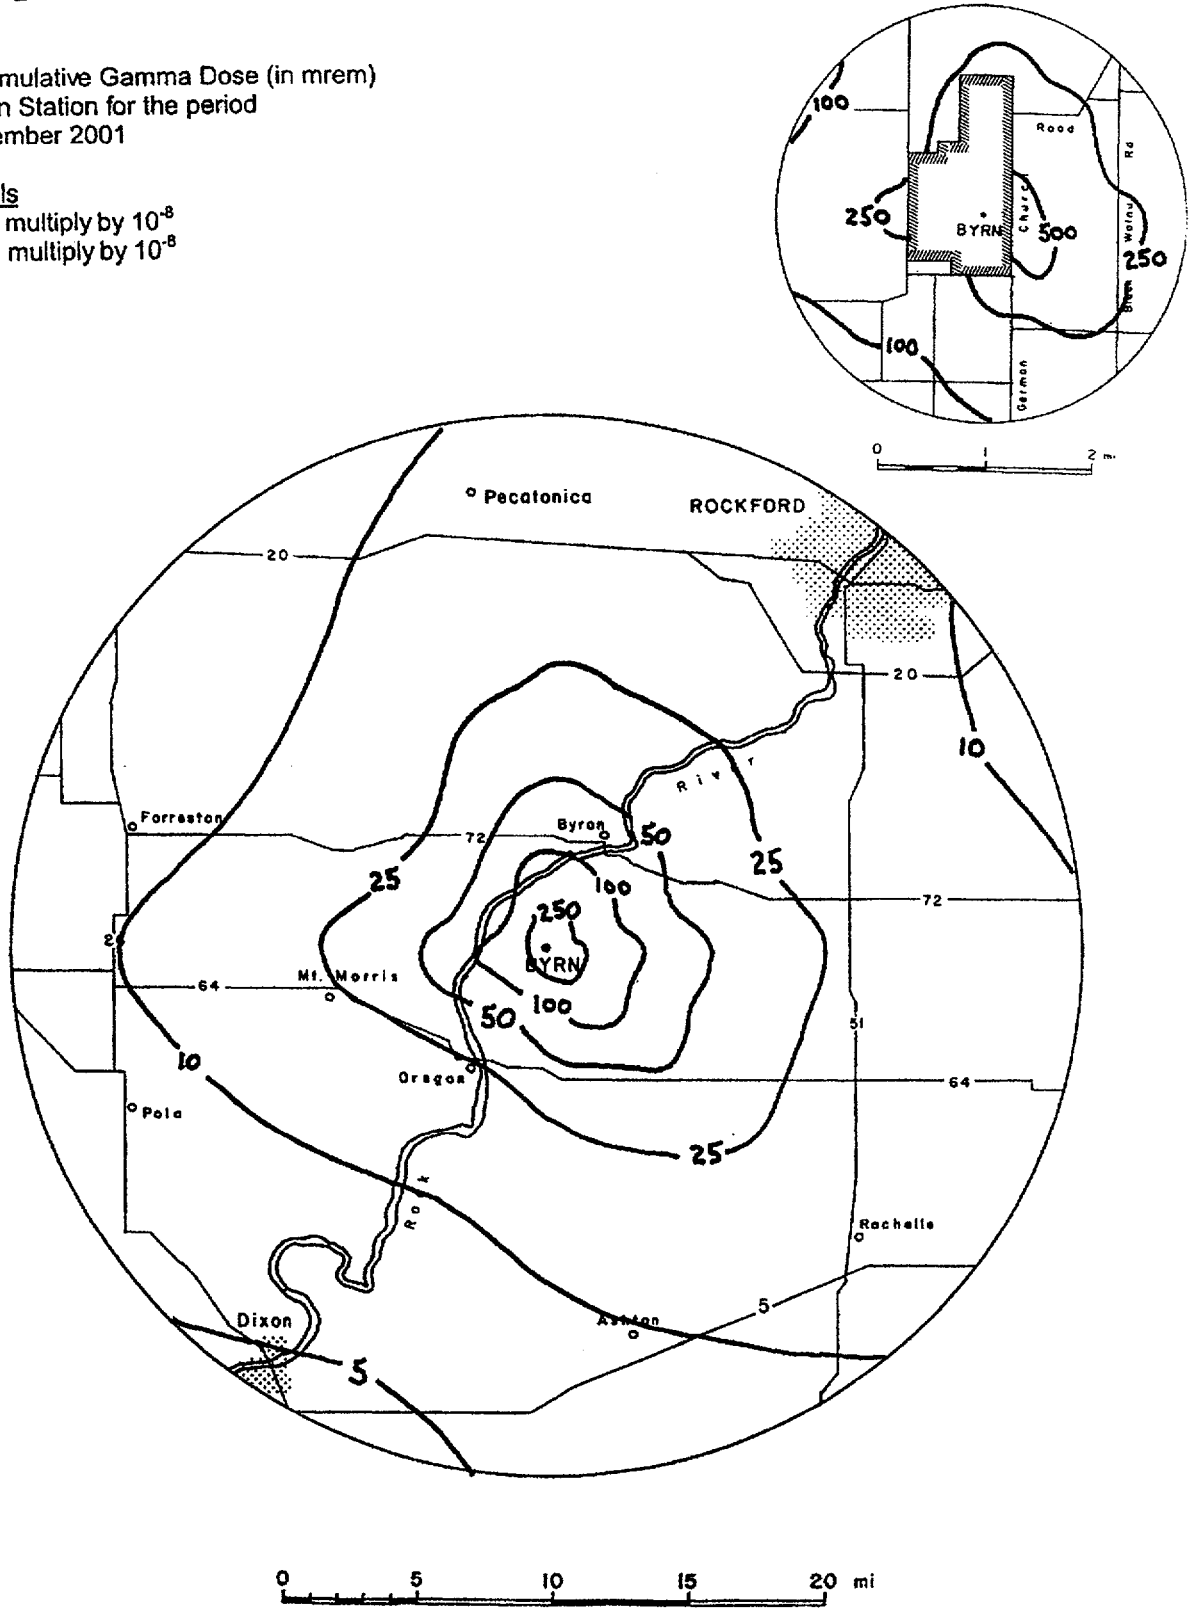 mulative Gamma Dose (in mrem)
n Station for the period
ember 2001
ls
multiply by 10⁻⁸
multiply by 10⁻⁸
100
Road
Rd
Church
250
BYRN
500
Walnu
250
100
German
0 1 2 mi
Pecatonica
ROCKFORD
20
20
10
River
Forreston
72
Byron
50
25
25
100
72
250
BYRN
Mt. Morris
64
100
50
51
10
Oregon
64
Polo
25
Rock
Rochelle
5
Dixon
Ashton
5
0 5 10 15 20 mi